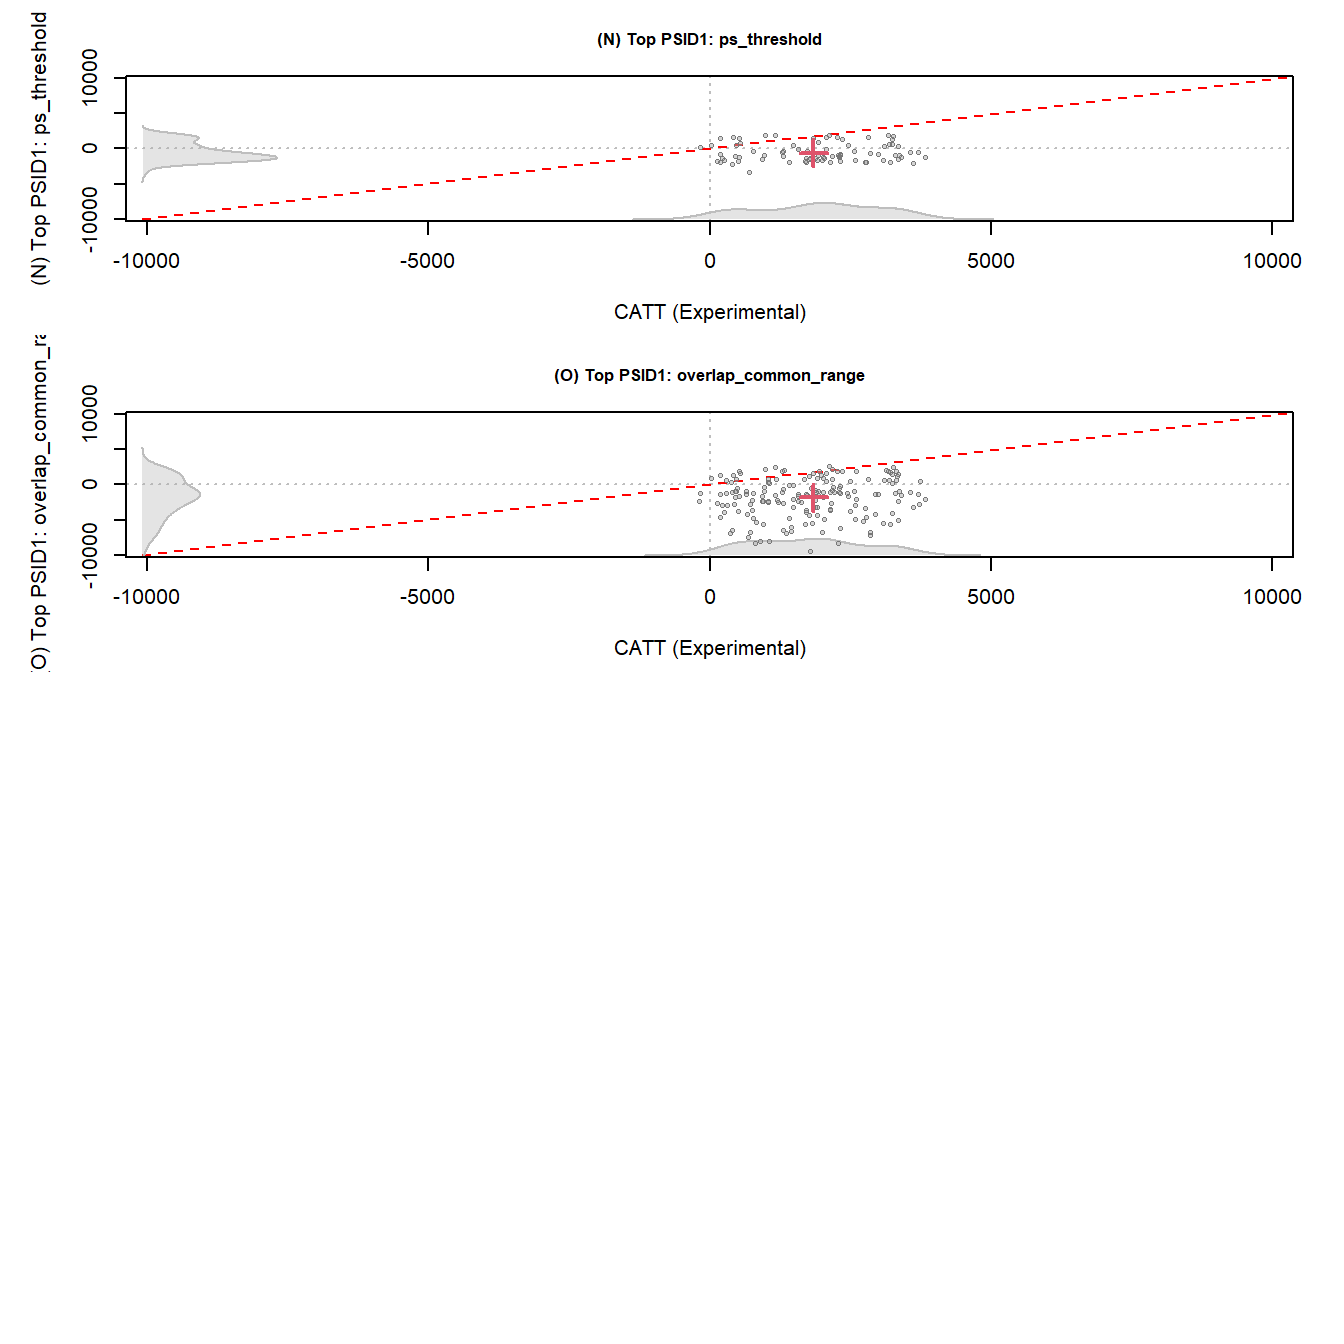 (N) Top PSID1: ps_threshold
(N) Top PSID1: ps_threshold
10000
0
-10000
-10000
-5000
0
5000
10000
CATT (Experimental)
(O) Top PSID1: overlap_common_range
(O) Top PSID1: overlap_common_ra
10000
0
-10000
-10000
-5000
0
5000
10000
CATT (Experimental)